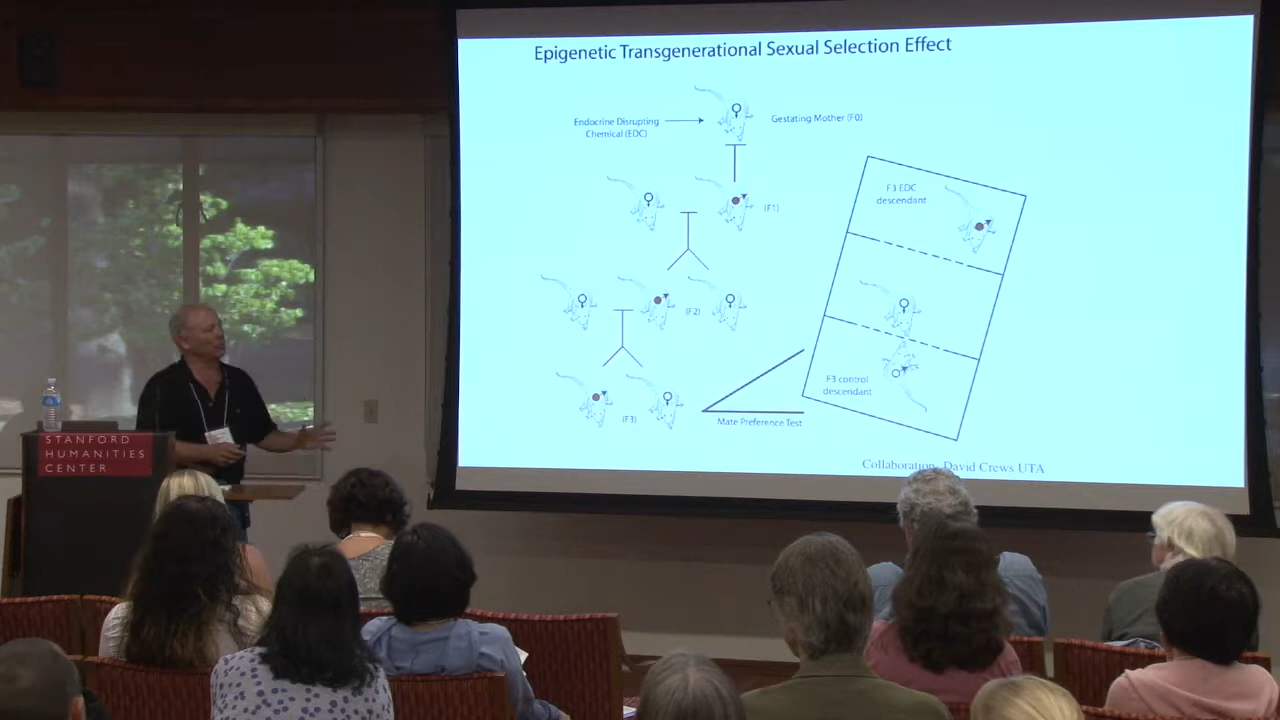 Epigenetic Transgenerational Sexual Selection Effect
Endocrine Disrupting
Chemical (EDC)
Gestating Mother (F0)
(F1)
(F2)
(F3)
F3 EDC
descendant
F3 control
descendant
Mate Preference Test
Collaboration David Crews UTA
STANFORD
HUMANITIES
CENTER